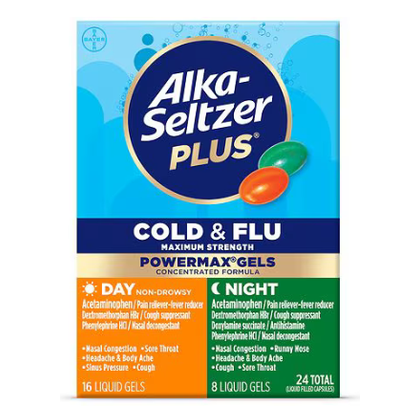 BAYER
Alka-
Seltzer
PLUS®
COLD & FLU
MAXIMUM STRENGTH
POWERMAX® GELS
CONCENTRATED FORMULA
DAY NON-DROWSY
Acetaminophen / Pain reliever-fever reducer
Dextromethorphan HBr / Cough suppressant
Phenylephrine HCl / Nasal decongestant
•Nasal Congestion •Sore Throat
•Headache & Body Ache
•Sinus Pressure •Cough
16 LIQUID GELS
NIGHT
Acetaminophen / Pain reliever-fever reducer
Dextromethorphan HBr / Cough suppressant
Doxylamine succinate / Antihistamine
Phenylephrine HCl / Nasal decongestant
•Nasal Congestion •Runny Nose
•Headache & Body Ache
•Cough •Sore Throat
8 LIQUID GELS
24 TOTAL
(LIQUID FILLED CAPSULES)